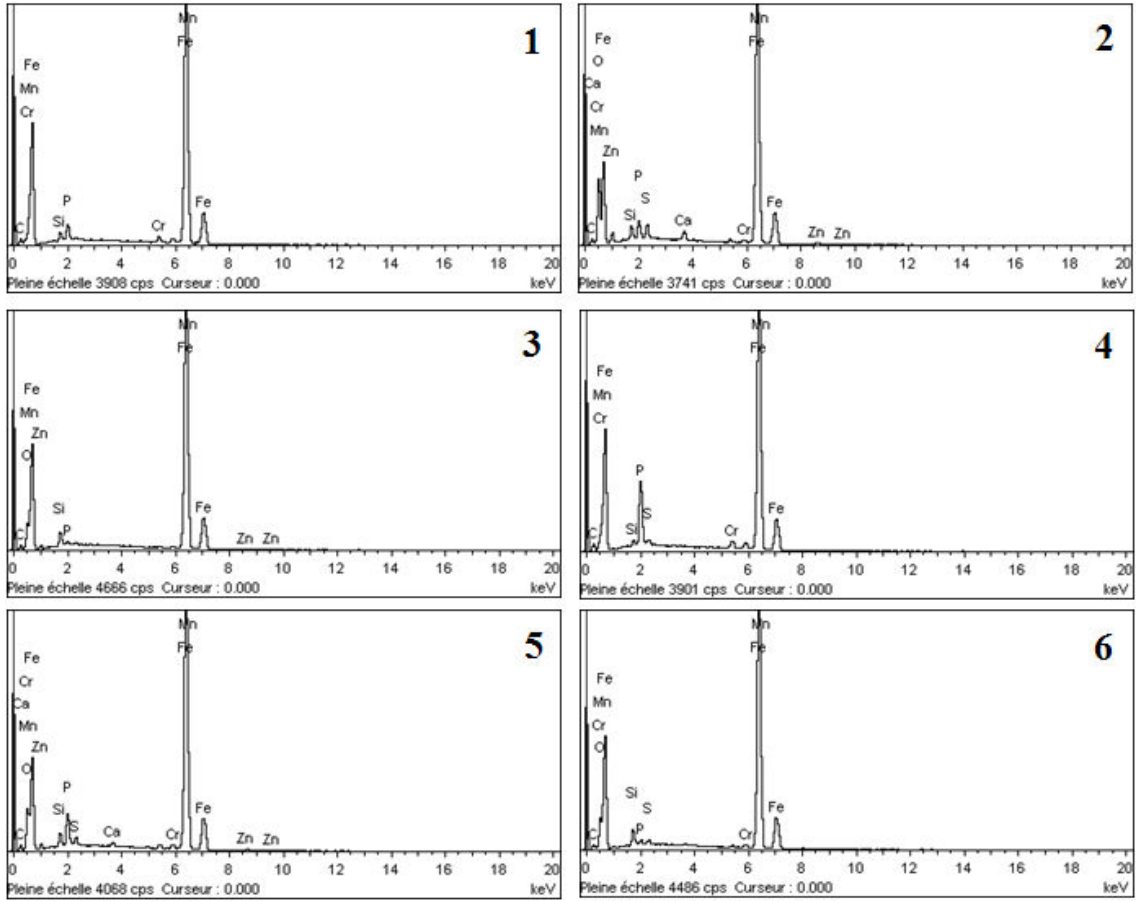 1
Mn
Fe
Fe
Mn
Cr
P
Si
C
Cr
Fe
0 2 4 6 8 10 12 14 16 18 20
Pleine échelle 3908 cps Curseur : 0.000 keV
2
Mn
Fe
Fe
O
Ca
Cr
Mn
Zn
P
S
Si
C
Ca
Cr
Fe
Zn Zn
0 2 4 6 8 10 12 14 16 18 20
Pleine échelle 3741 cps Curseur : 0.000 keV
3
Mn
Fe
Fe
Mn
Zn
O
Si
P
C
Fe
Zn Zn
0 2 4 6 8 10 12 14 16 18 20
Pleine échelle 4666 cps Curseur : 0.000 keV
4
Mn
Fe
Fe
Mn
Cr
P
S
Si
C
Cr
Fe
0 2 4 6 8 10 12 14 16 18 20
Pleine échelle 3901 cps Curseur : 0.000 keV
5
Mn
Fe
Fe
Cr
Ca
Mn
Zn
O
P
Si
S
C
Ca
Cr
Fe
Zn Zn
0 2 4 6 8 10 12 14 16 18 20
Pleine échelle 4068 cps Curseur : 0.000 keV
6
Mn
Fe
Fe
Mn
Cr
O
Si
S
P
C
Cr
Fe
0 2 4 6 8 10 12 14 16 18 20
Pleine échelle 4486 cps Curseur : 0.000 keV